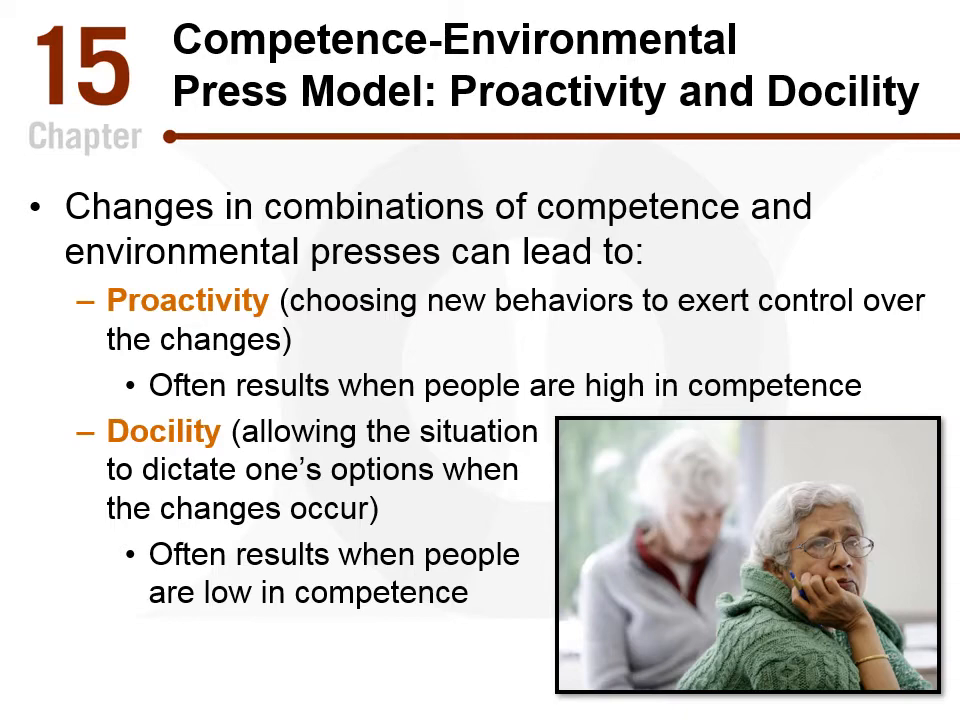 15
Chapter
Competence-Environmental
Press Model: Proactivity and Docility
• Changes in combinations of competence and
environmental presses can lead to:
– Proactivity (choosing new behaviors to exert control over
the changes)
• Often results when people are high in competence
– Docility (allowing the situation
to dictate one’s options when
the changes occur)
• Often results when people
are low in competence